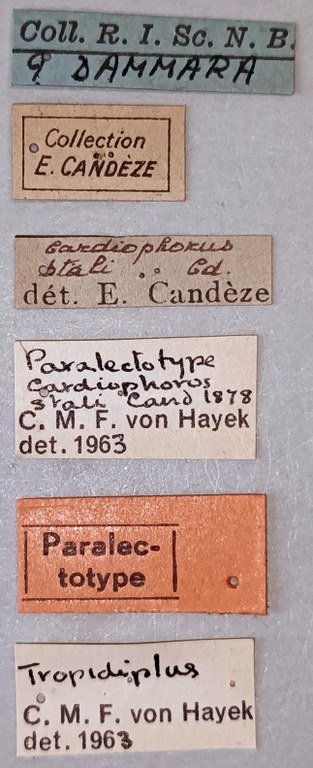 Coll. R. I. Sc. N. B.
♀ DAMMARA
Collection
E. CANDÈZE
Cardiophorus
Stali .. Cd.
dét. E. Candèze
Paralectotype
Cardiophoros
stali Cand 1878
C. M. F. von Hayek
det. 1963
Paralec-
totype
Tropidiplus
C. M. F. von Hayek
det. 1963